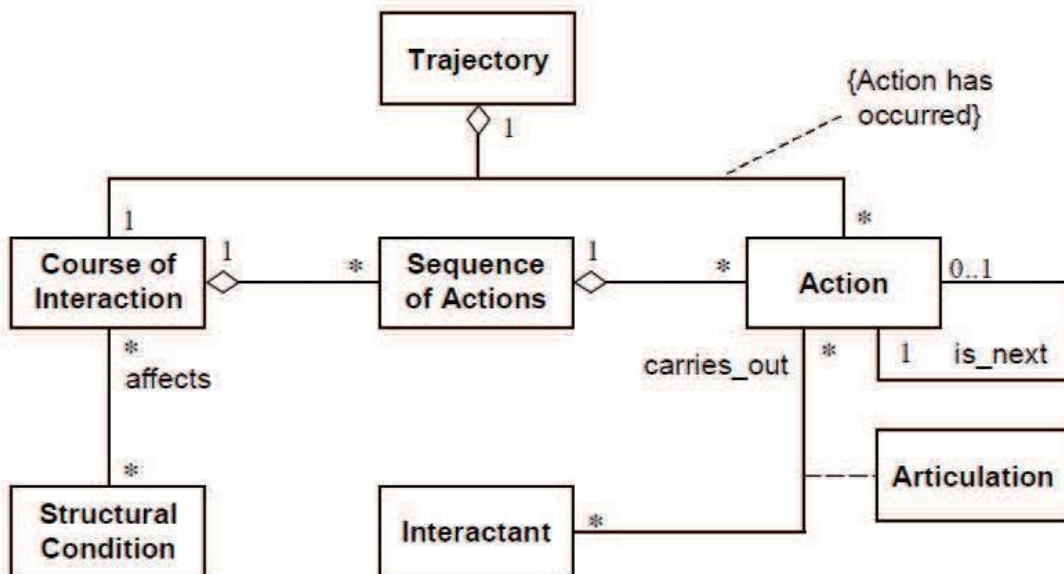 Trajectory
1
{Action has
occurred}
1
*
Course of
Interaction
1
*
Sequence
of Actions
1
*
Action
0..1
*
affects
carries_out
*
1
is_next
*
Structural
Condition
Interactant
*
Articulation